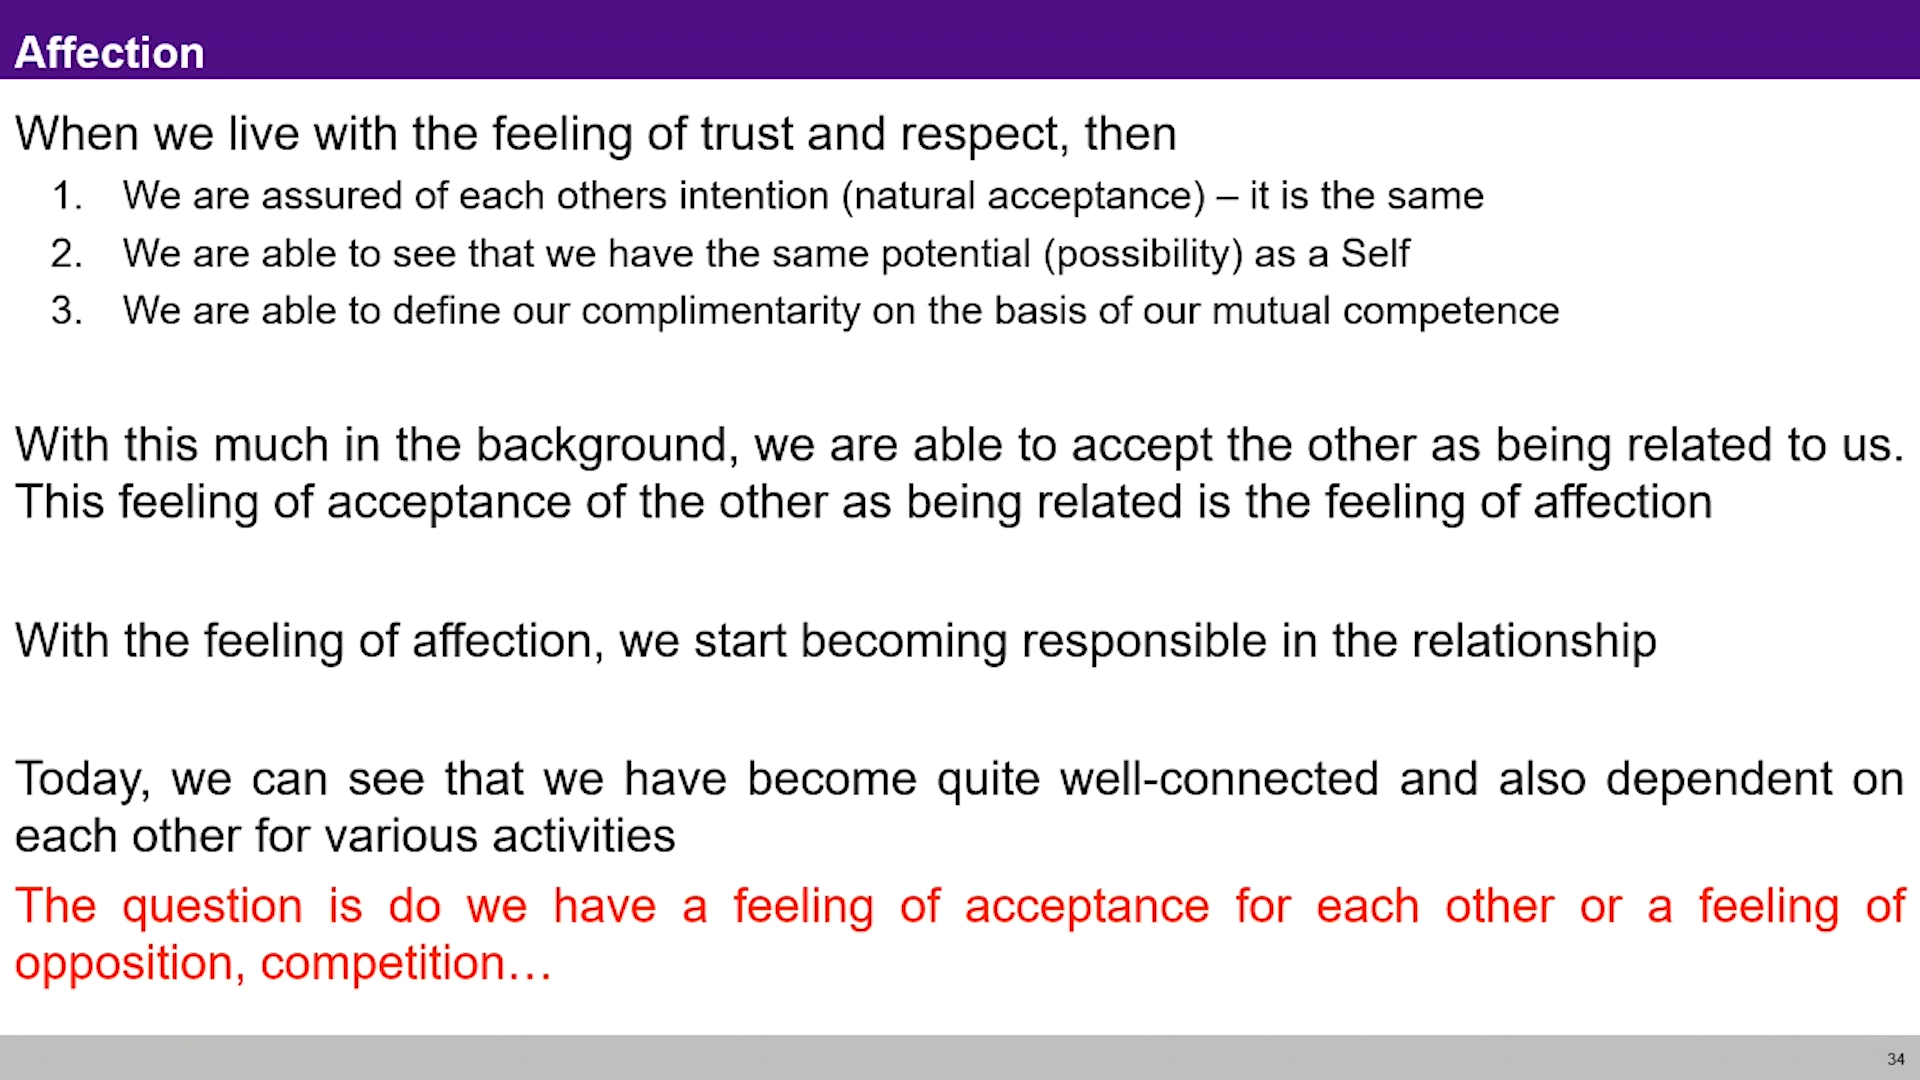 Affection
When we live with the feeling of trust and respect, then
1. We are assured of each others intention (natural acceptance) – it is the same
2. We are able to see that we have the same potential (possibility) as a Self
3. We are able to define our complimentarity on the basis of our mutual competence
With this much in the background, we are able to accept the other as being related to us.
This feeling of acceptance of the other as being related is the feeling of affection
With the feeling of affection, we start becoming responsible in the relationship
Today, we can see that we have become quite well-connected and also dependent on
each other for various activities
The question is do we have a feeling of acceptance for each other or a feeling of
opposition, competition…
34